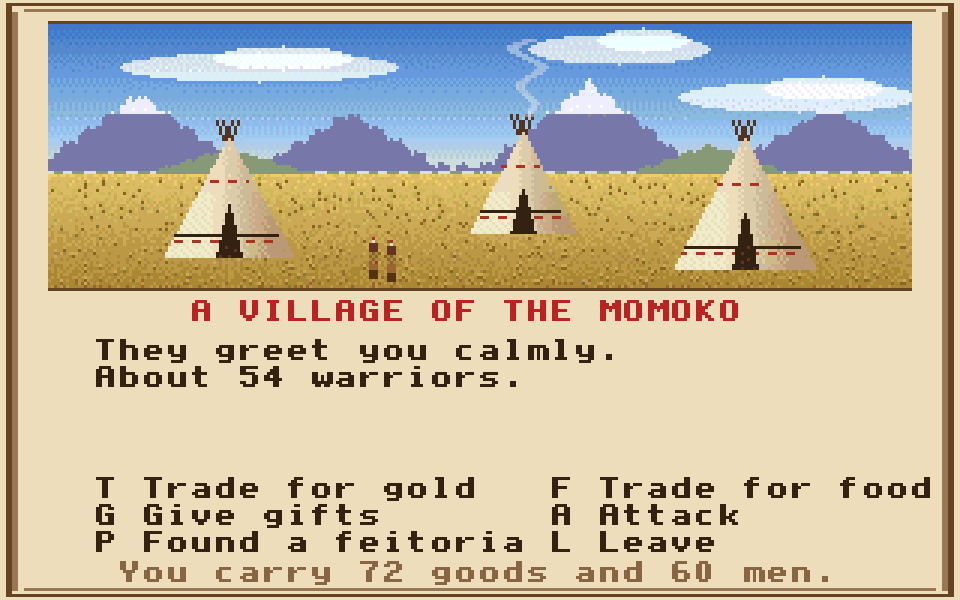 A VILLAGE OF THE MOMOKO
They greet you calmly.
About 54 warriors.
T Trade for gold F Trade for food
G Give gifts A Attack
P Found a feitoria L Leave
You carry 72 goods and 60 men.